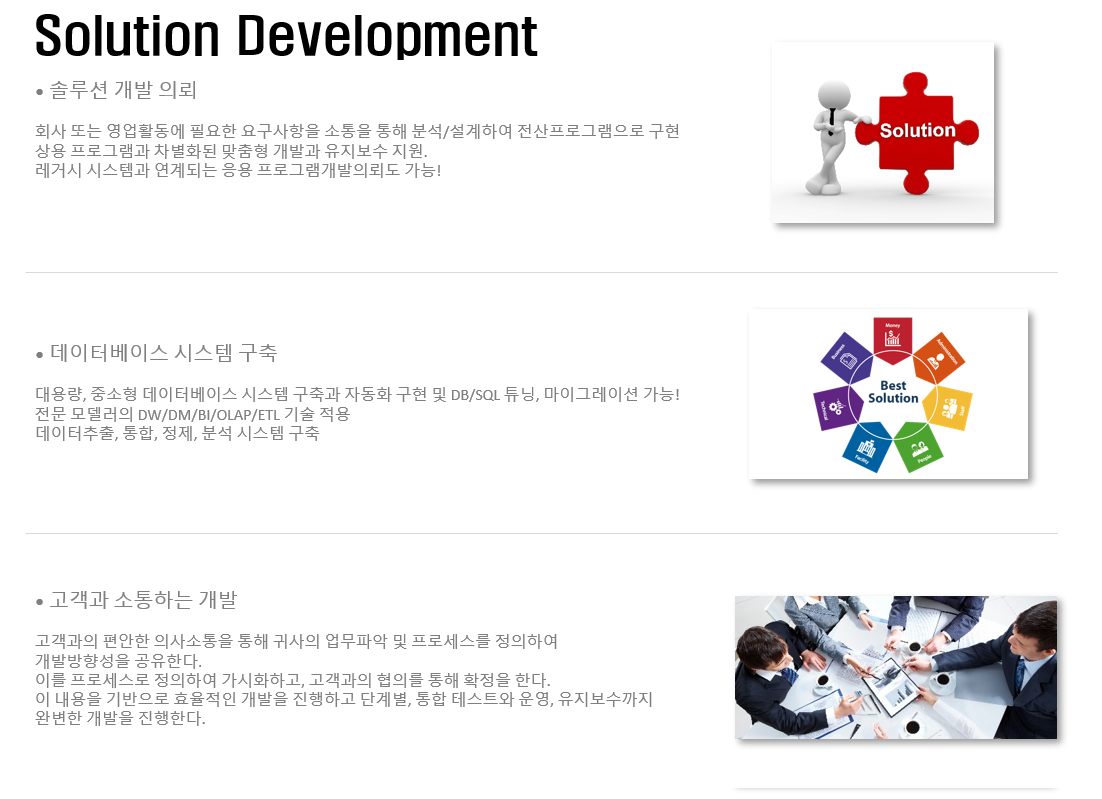 Solution Development
• 솔루션 개발 의뢰
회사 또는 영업활동에 필요한 요구사항을 소통을 통해 분석/설계하여 전산프로그램으로 구현
상용 프로그램과 차별화된 맞춤형 개발과 유지보수 지원.
레거시 시스템과 연계되는 응용 프로그램개발의뢰도 가능!
Solution
• 데이터베이스 시스템 구축
대용량, 중소형 데이터베이스 시스템 구축과 자동화 구현 및 DB/SQL 튜닝, 마이그레이션 가능!
전문 모델러의 DW/DM/BI/OLAP/ETL 기술 적용
데이터추출, 통합, 정제, 분석 시스템 구축
Money
Business
Administration
Best
Solution
Technical
Staff
Facility
People
• 고객과 소통하는 개발
고객과의 편안한 의사소통을 통해 귀사의 업무파악 및 프로세스를 정의하여
개발방향성을 공유한다.
이를 프로세스로 정의하여 가시화하고, 고객과의 협의를 통해 확정을 한다.
이 내용을 기반으로 효율적인 개발을 진행하고 단계별, 통합 테스트와 운영, 유지보수까지
완변한 개발을 진행한다.